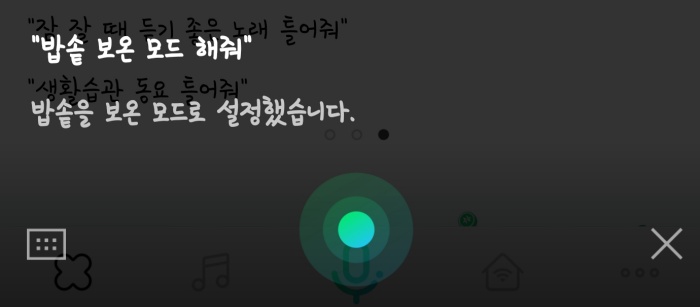 "잠 잘 때 듣기 좋은 노래 틀어줘"
"밥솥 보온 모드 해줘"
"생활습관 동요 틀어줘"
밥솥을 보온 모드로 설정했습니다.